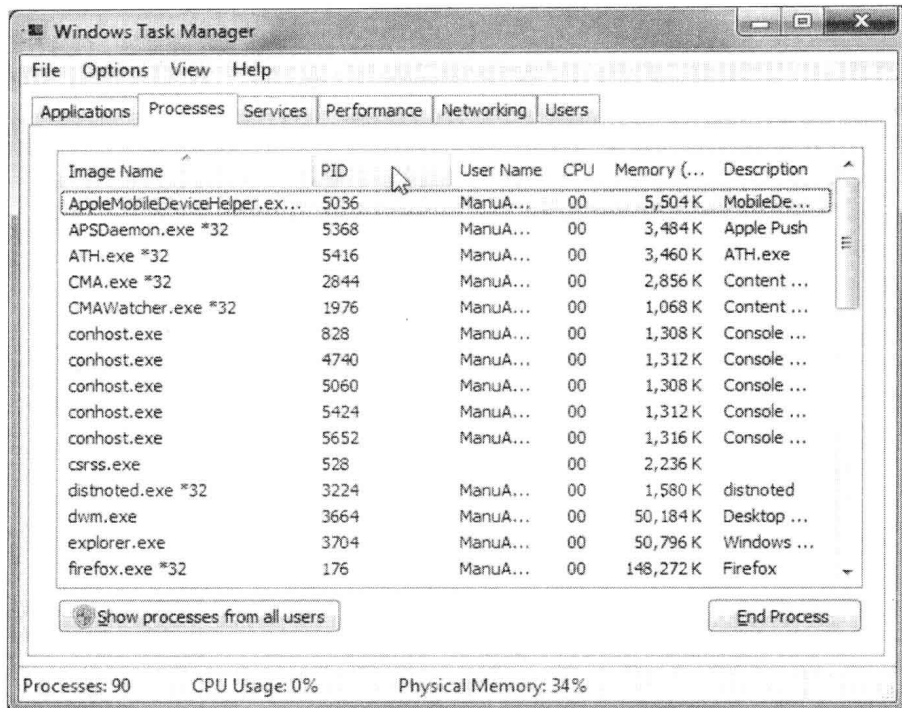 Windows Task Manager
File Options View Help
Applications Processes Services Performance Networking Users
Image Name PID User Name CPU Memory (... Description
AppleMobileDeviceHelper.ex... 5036 ManuA... 00 5,504 K MobileDe...
APSDaemon.exe *32 5368 ManuA... 00 3,484 K Apple Push
ATH.exe *32 5416 ManuA... 00 3,460 K ATH.exe
CMA.exe *32 2844 ManuA... 00 2,856 K Content ...
CMAWatcher.exe *32 1976 ManuA... 00 1,068 K Content ...
conhost.exe 828 ManuA... 00 1,308 K Console ...
conhost.exe 4740 ManuA... 00 1,312 K Console ...
conhost.exe 5060 ManuA... 00 1,308 K Console ...
conhost.exe 5424 ManuA... 00 1,312 K Console ...
conhost.exe 5652 ManuA... 00 1,316 K Console ...
csrss.exe 528 00 2,236 K
distnoted.exe *32 3224 ManuA... 00 1,580 K distnoted
dwm.exe 3664 ManuA... 00 50,184 K Desktop ...
explorer.exe 3704 ManuA... 00 50,796 K Windows ...
firefox.exe *32 176 ManuA... 00 148,272 K Firefox
Show processes from all users End Process
Processes: 90 CPU Usage: 0% Physical Memory: 34%